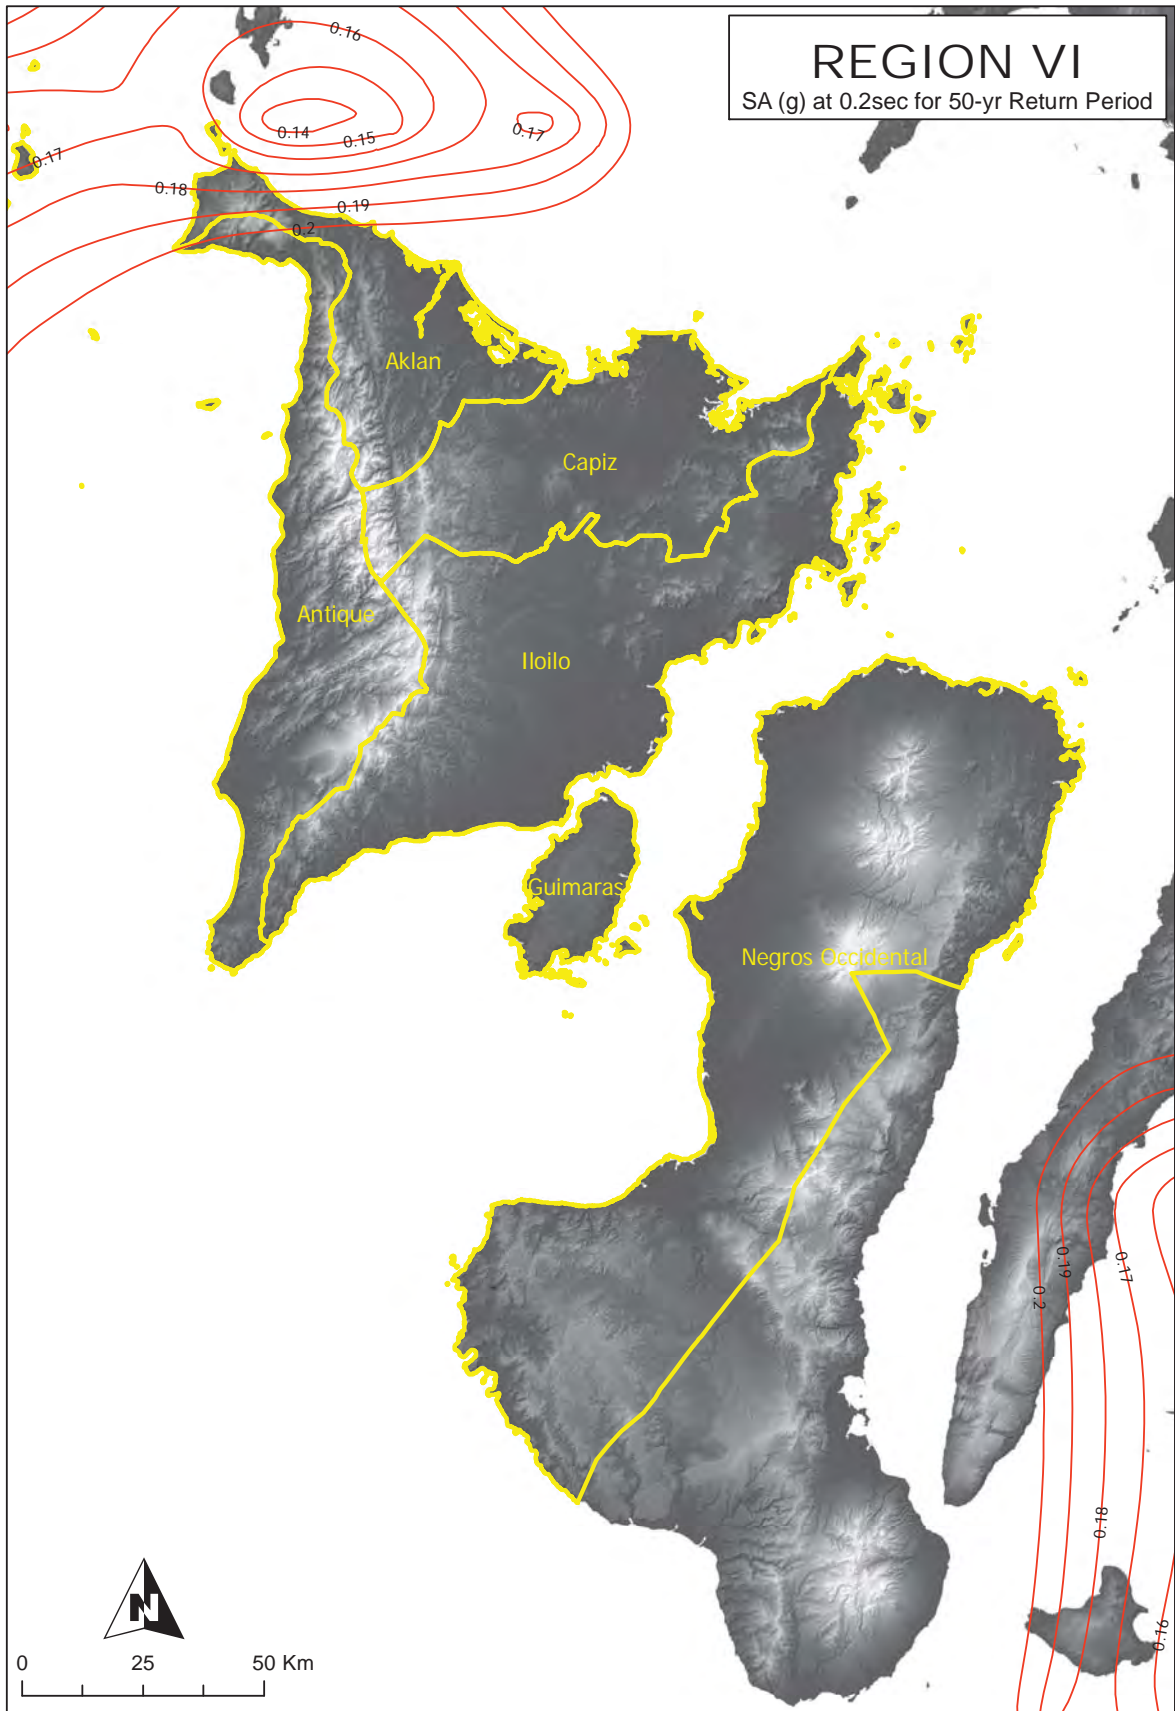 REGION VI
SA (g) at 0.2sec for 50-yr Return Period
0.16
0.14
0.15
0.17
0.17
0.18
0.19
0.2
Aklan
Capiz
Antique
Iloilo
Guimaras
Negros Occidental
0.17
0.19
0.2
0.18
0.16
N
0 25 50 Km